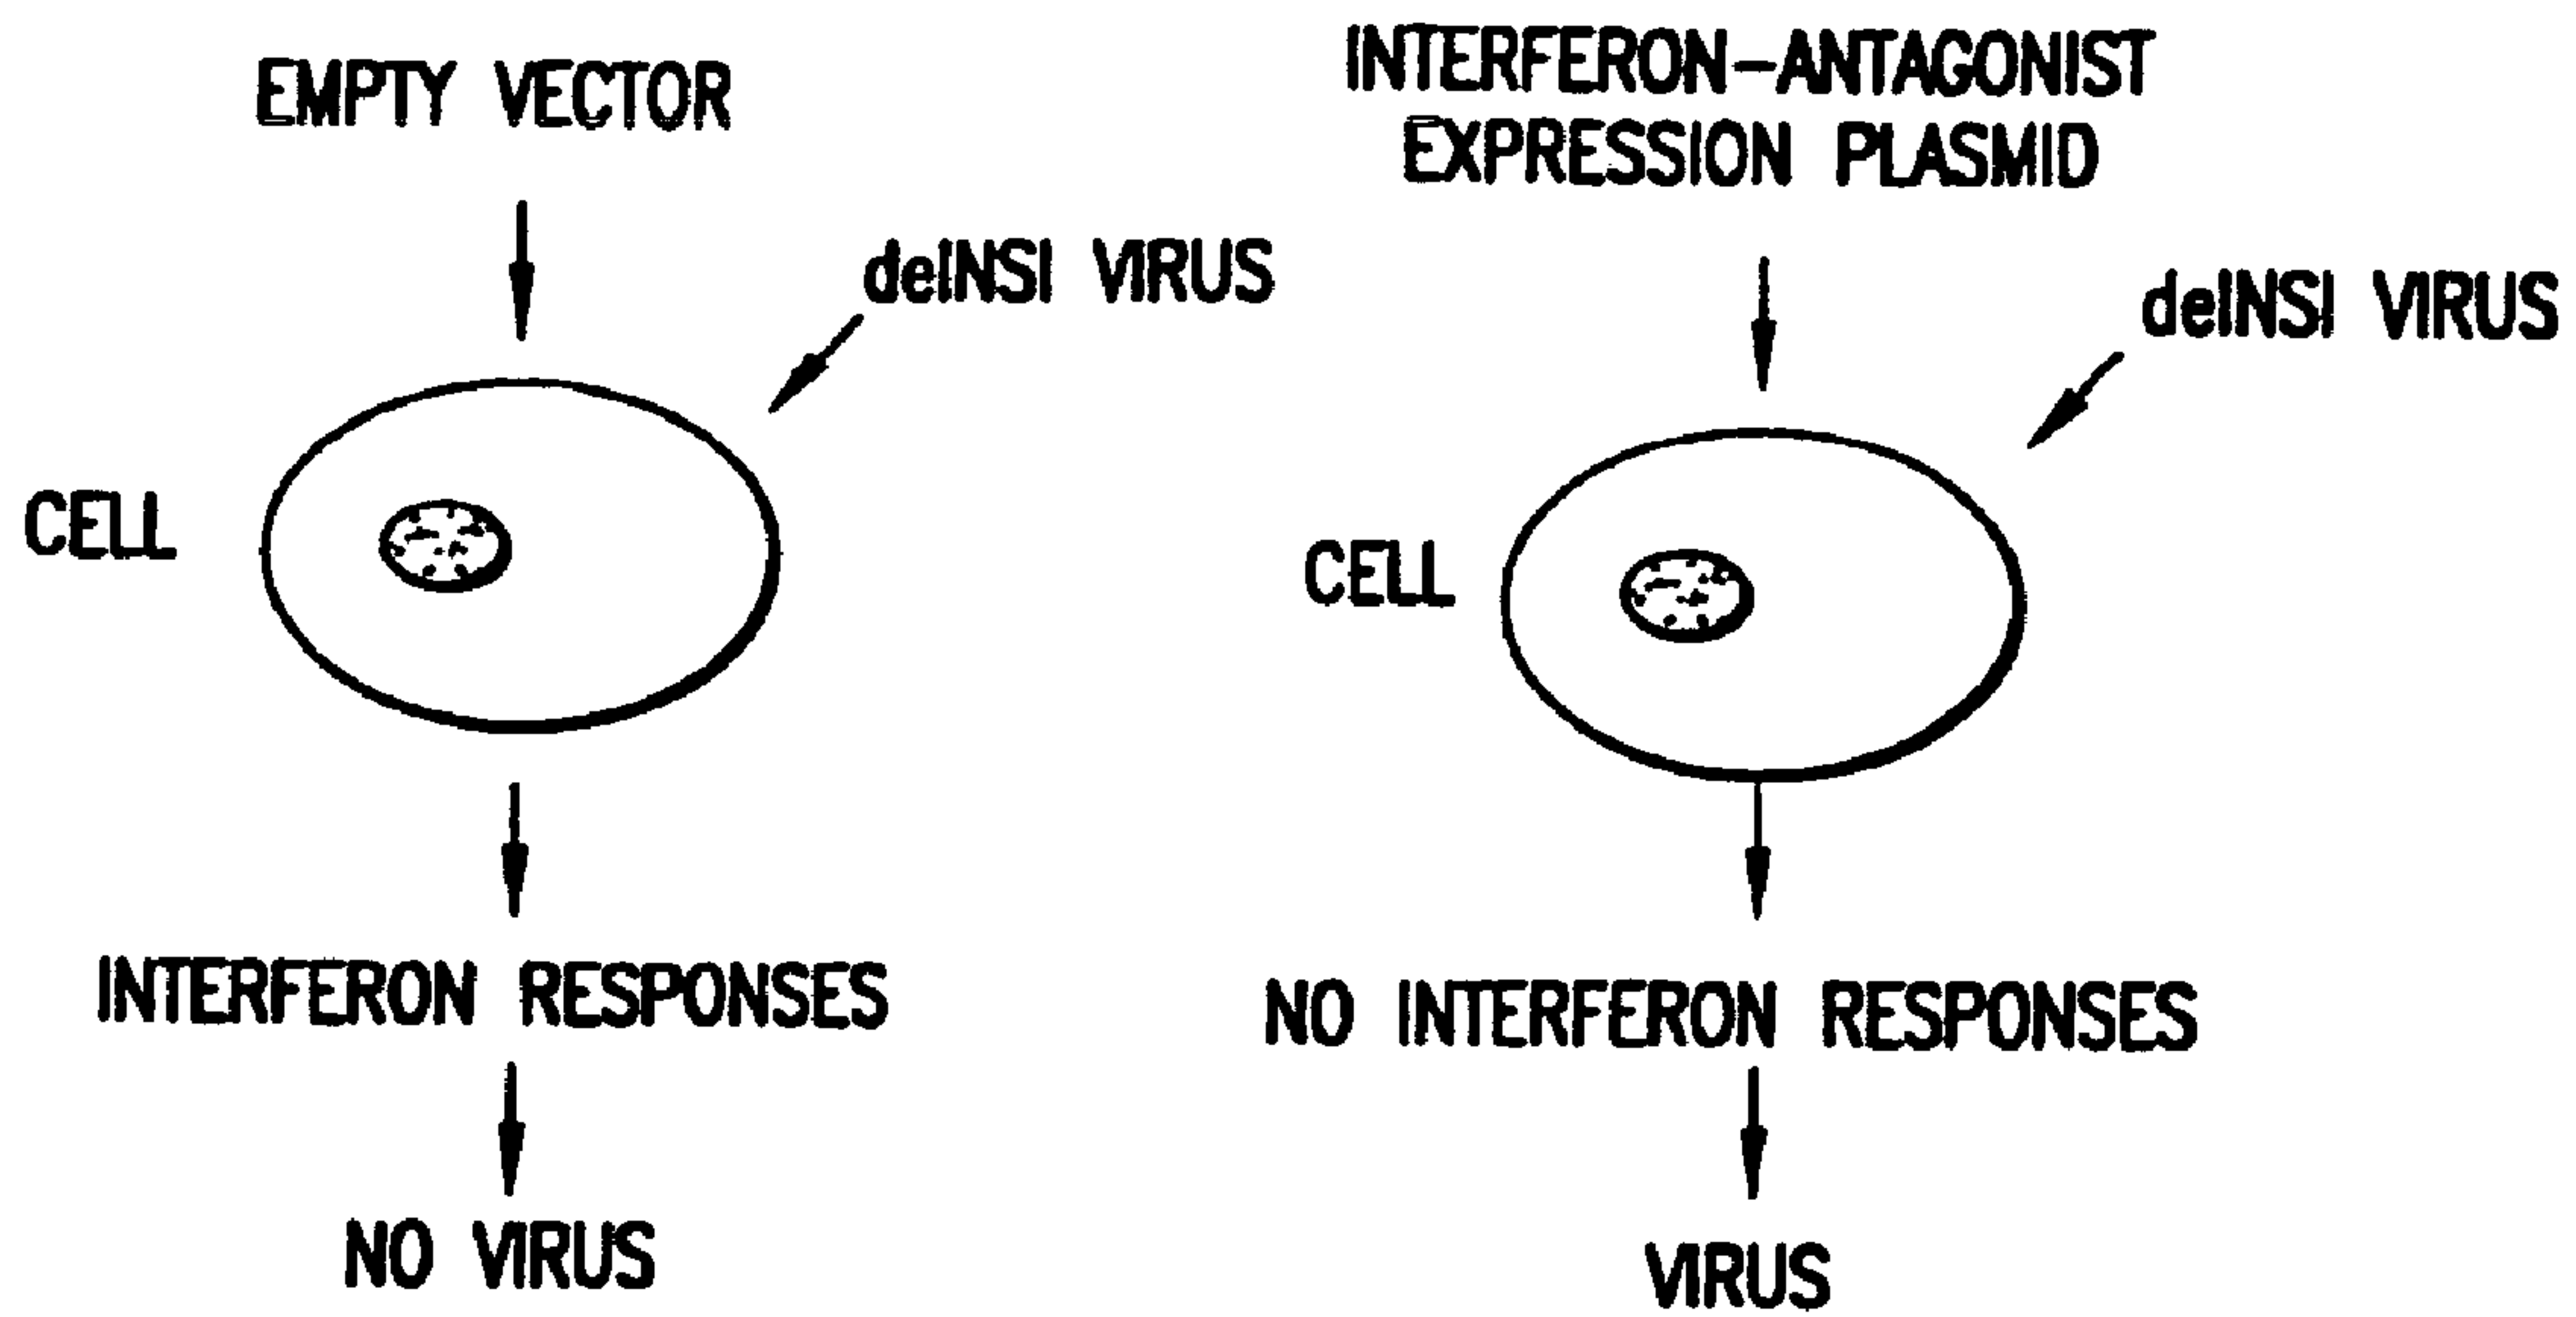 EMPTY VECTOR
delNSI VIRUS
CELL
INTERFERON RESPONSES
NO VIRUS
INTERFERON-ANTAGONIST
EXPRESSION PLASMID
delNSI VIRUS
CELL
NO INTERFERON RESPONSES
VIRUS